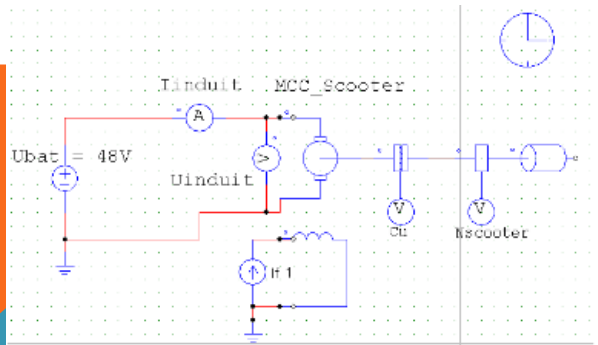 Iinduit MCC_Scooter
A
Ubat = 48V
V
Uinduit
V V
Cu Nscooter
If1